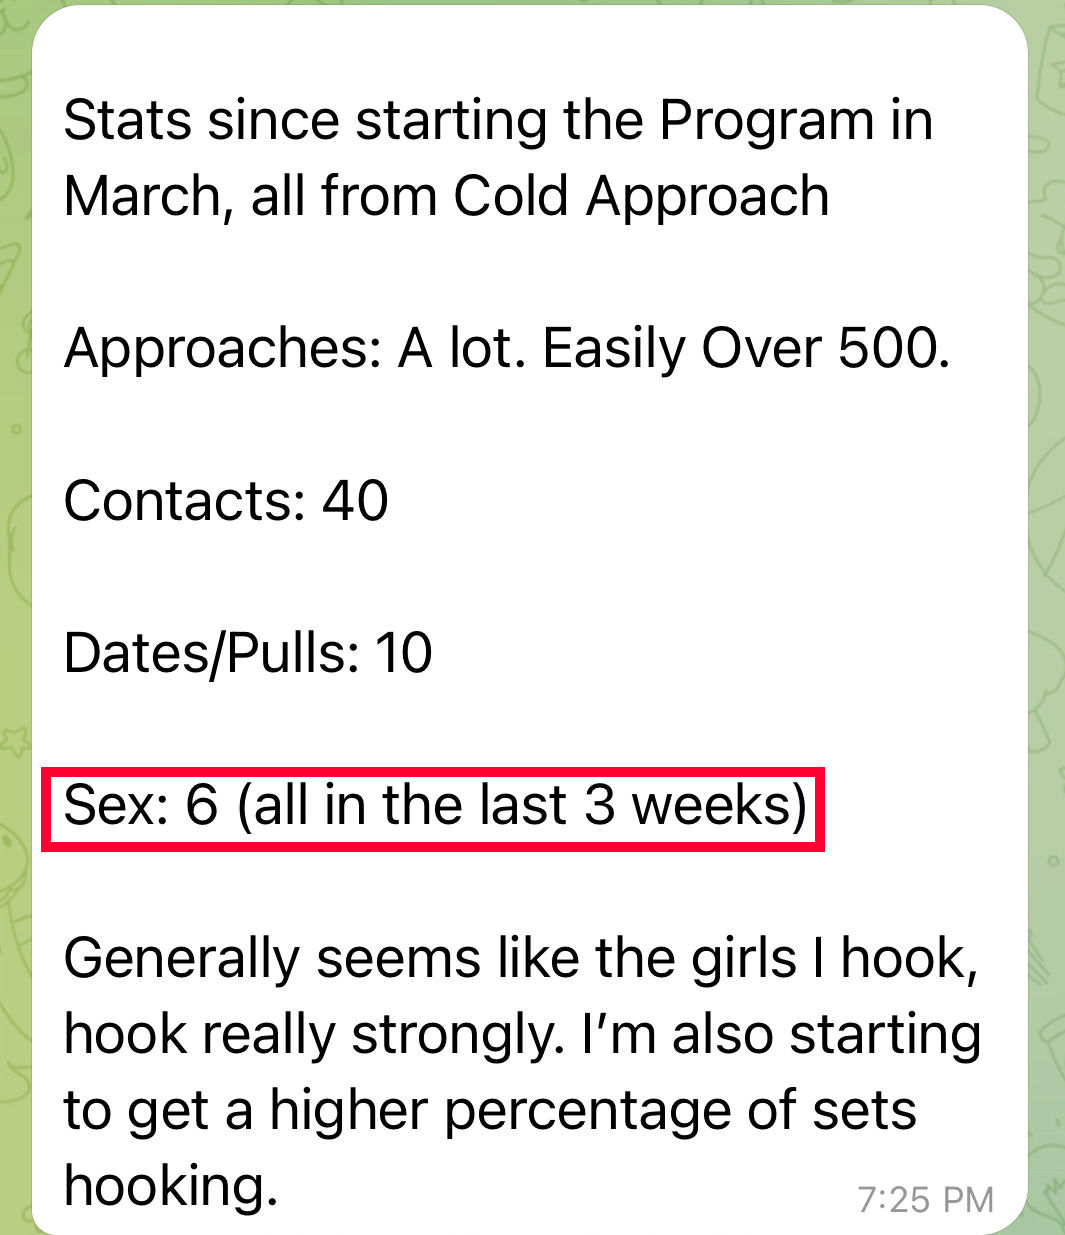 Stats since starting the Program in
March, all from Cold Approach
Approaches: A lot. Easily Over 500.
Contacts: 40
Dates/Pulls: 10
Sex: 6 (all in the last 3 weeks)
Generally seems like the girls I hook,
hook really strongly. I’m also starting
to get a higher percentage of sets
hooking.
7:25 PM